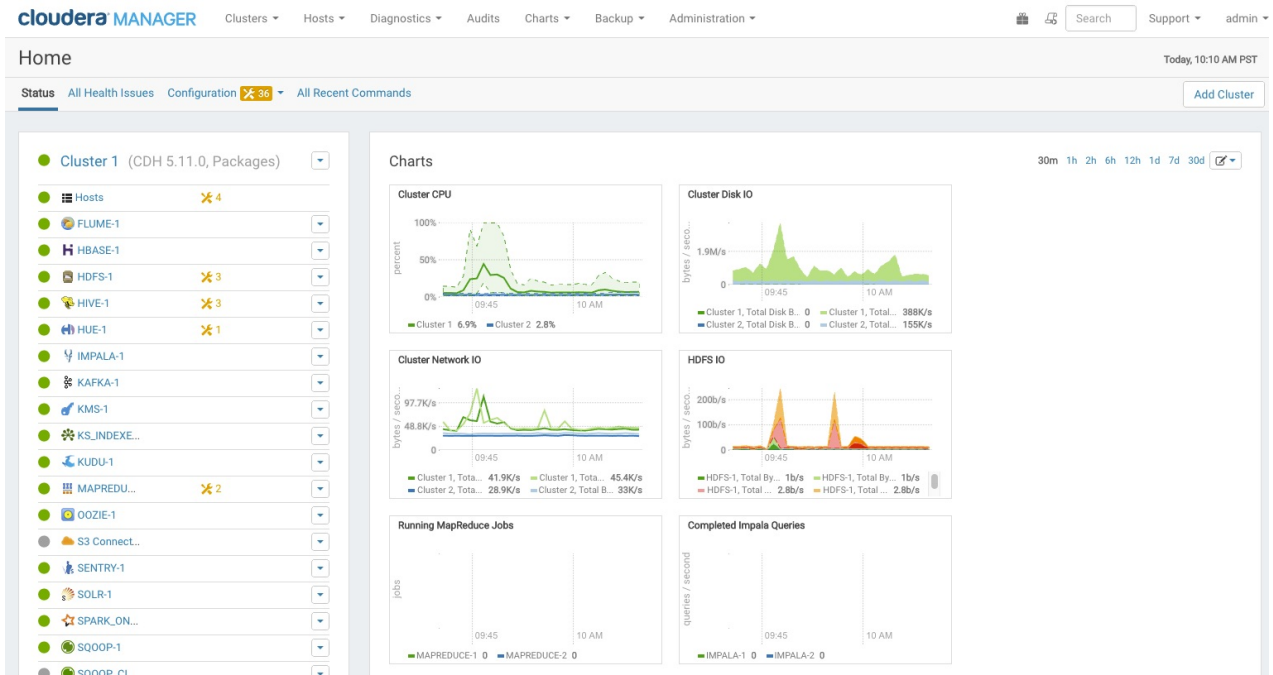 cloudera MANAGER Clusters Hosts Diagnostics Audits Charts Backup Administration Search Support admin
Home
Today, 10:10 AM PST
Status All Health Issues Configuration 36 All Recent Commands Add Cluster
Cluster 1 (CDH 5.11.0, Packages)
Hosts 4
FLUME-1
HBASE-1
HDFS-1 3
HIVE-1 3
HUE-1 1
IMPALA-1
KAFKA-1
KMS-1
KS_INDEXE...
KUDU-1
MAPREDU... 2
OOZIE-1
S3 Connect...
SENTRY-1
SOLR-1
SPARK_ON...
SQOOP-1
SQOOP_CL
Charts
30m 1h 2h 6h 12h 1d 7d 30d
Cluster CPU
percent
100%
50%
0%
09:45 10 AM
Cluster 1 6.9% Cluster 2 2.8%
Cluster Disk IO
bytes / seco...
1.9M/s
0
09:45 10 AM
Cluster 1, Total Disk B... 0 Cluster 1, Total... 388K/s
Cluster 2, Total Disk B... 0 Cluster 2, Total... 155K/s
Cluster Network IO
bytes / seco...
97.7K/s
48.8K/s
0
09:45 10 AM
Cluster 1, Tota... 41.9K/s Cluster 1, Tota... 45.4K/s
Cluster 2, Tota... 28.9K/s Cluster 2, Total B... 33K/s
HDFS IO
bytes / seco...
200b/s
100b/s
0
09:45 10 AM
HDFS-1, Total By... 1b/s HDFS-1, Total By... 1b/s
HDFS-1, Total ... 2.8b/s HDFS-1, Total ... 2.8b/s
Running MapReduce Jobs
jobs
09:45 10 AM
MAPREDUCE-1 0 MAPREDUCE-2 0
Completed Impala Queries
queries / second
09:45 10 AM
IMPALA-1 0 IMPALA-2 0